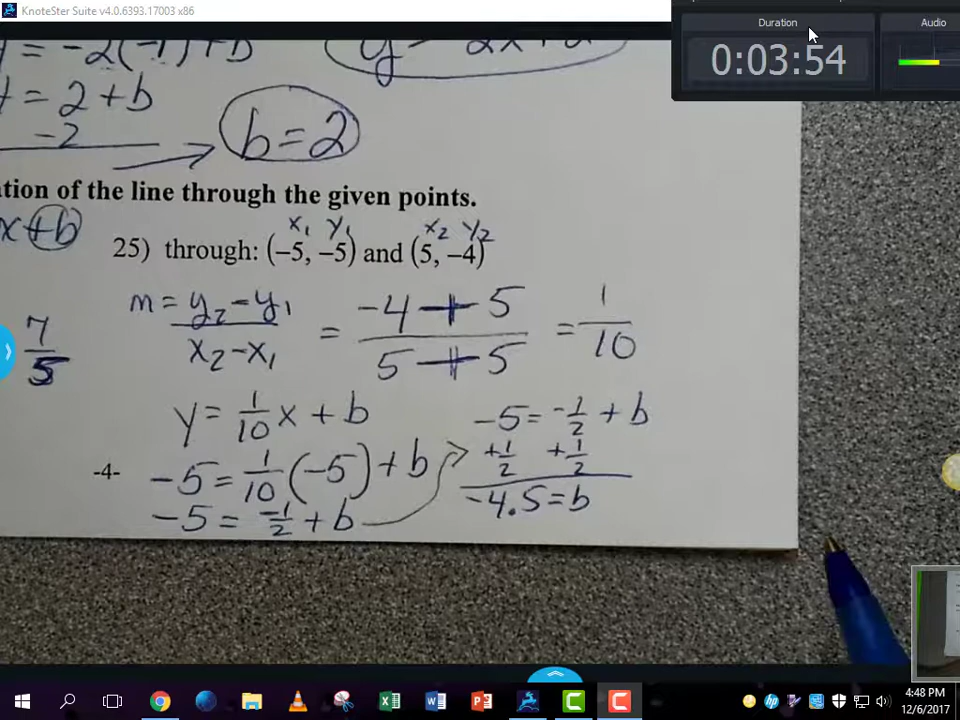 KnoteSter Suite v4.0.6393.17003 x86
Duration
Audio
0:03:54
= -2(-1)+b
= 2 + b
-2
b = 2
ation of the line through the given points.
x+b
x1 y1 x2 y2
25) through: (−5, −5) and (5, −4)
m = y2 - y1 / x2 - x1 = -4 + 5 / 5 + 5 = 1 / 10
7
5
y = 1/10 x + b
-5 = 1/10 (-5) + b
-5 = -1/2 + b
-5 = -1/2 + b
+1/2 +1/2
-4.5 = b
-4-
4:48 PM
12/6/2017